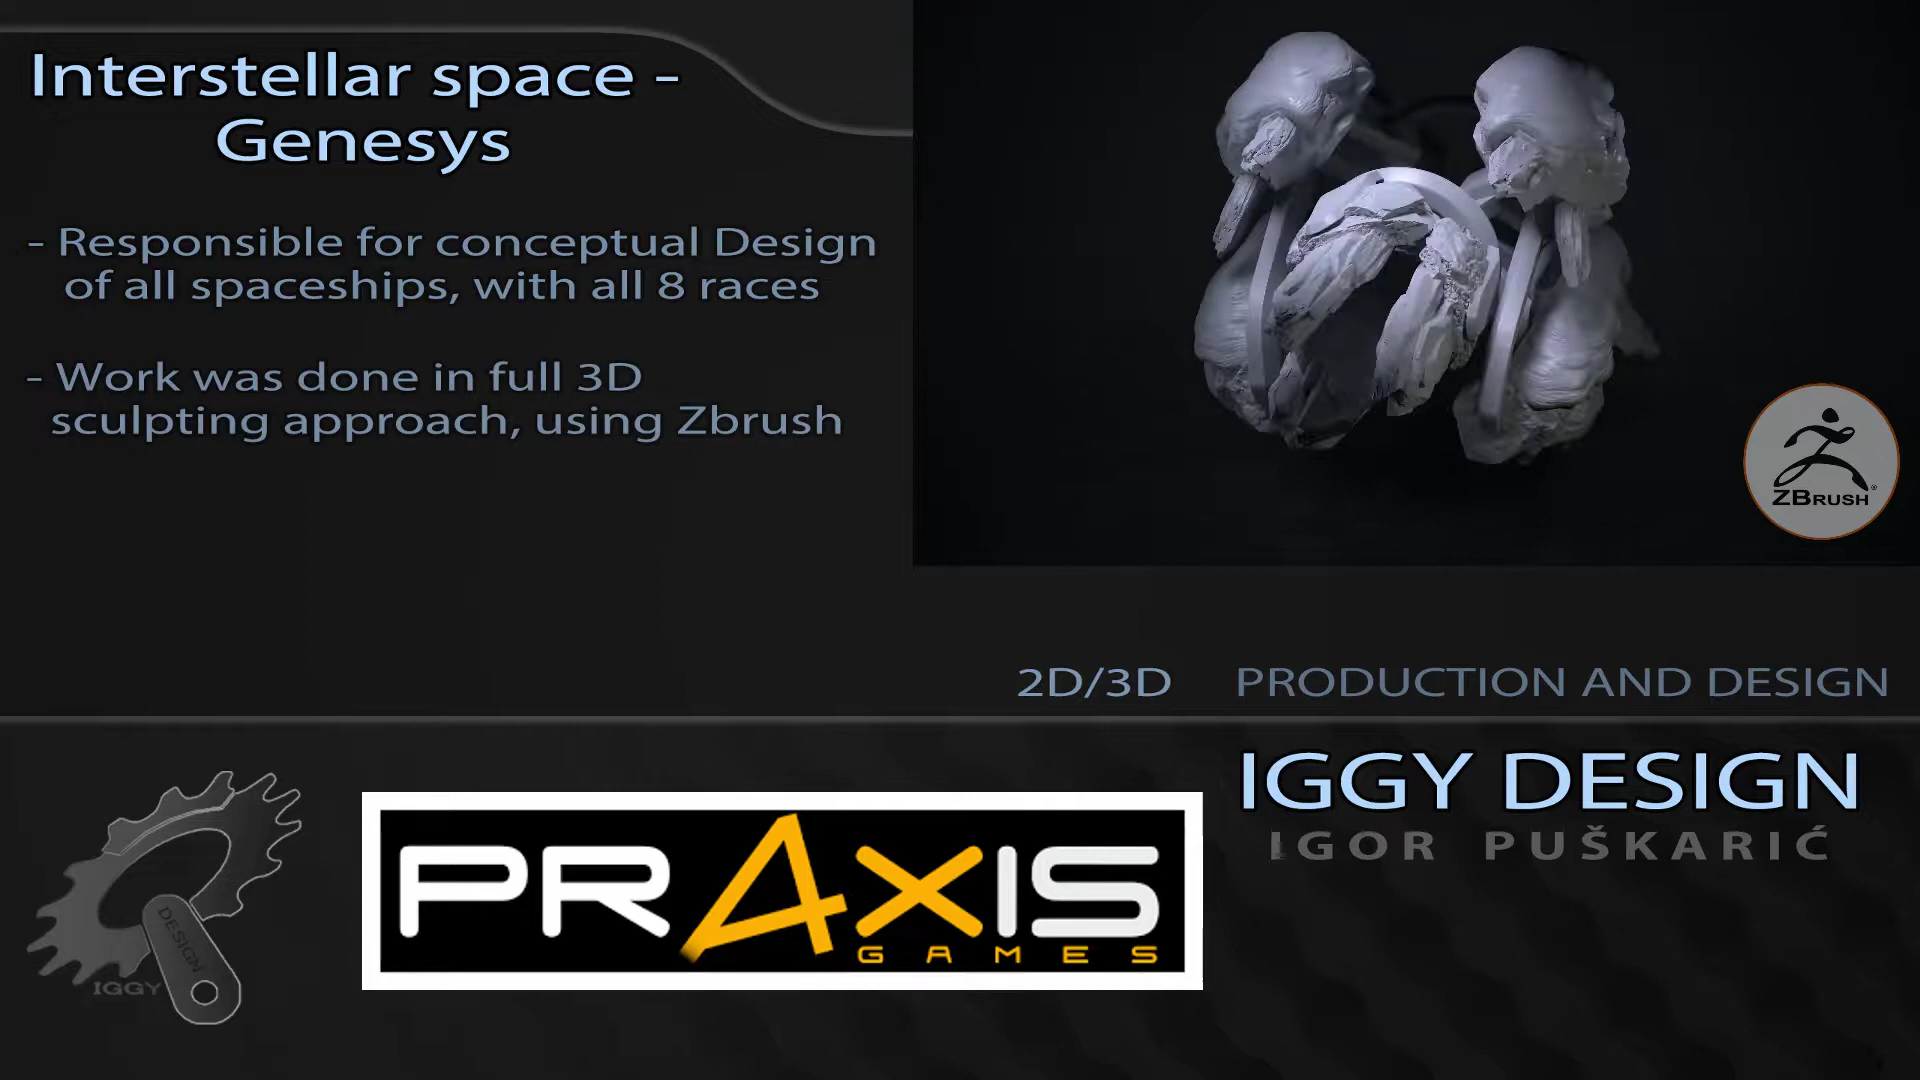 Interstellar space -
Genesys
- Responsible for conceptual Design
of all spaceships, with all 8 races
- Work was done in full 3D
sculpting approach, using Zbrush
ZBRUSH®
2D/3D PRODUCTION AND DESIGN
IGGY DESIGN
IGOR PUŠKARIĆ
DESIGN
IGGY
PRAXIS
GAMES